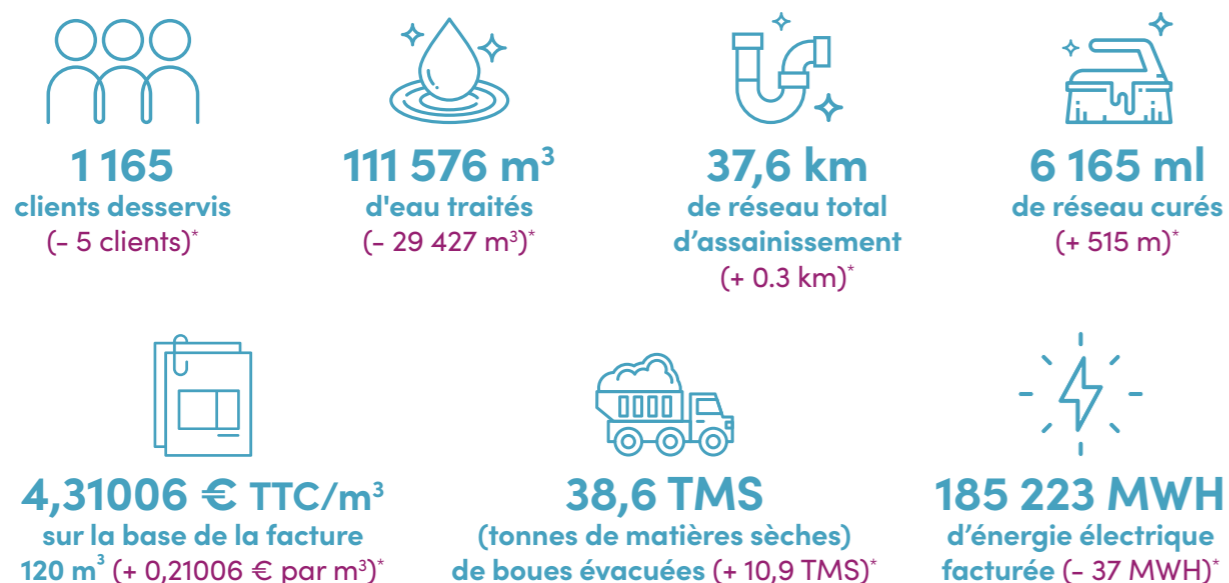 1 165
clients desservis
(- 5 clients)*
111 576 m³
d'eau traités
(- 29 427 m³)*
37,6 km
de réseau total
d’assainissement
(+ 0.3 km)*
6 165 ml
de réseau curés
(+ 515 m)*
4,31006 € TTC/m³
sur la base de la facture
120 m³ (+ 0,21006 € par m³)*
38,6 TMS
(tonnes de matières sèches)
de boues évacuées (+ 10,9 TMS)*
185 223 MWH
d’énergie électrique
facturée (- 37 MWH)*